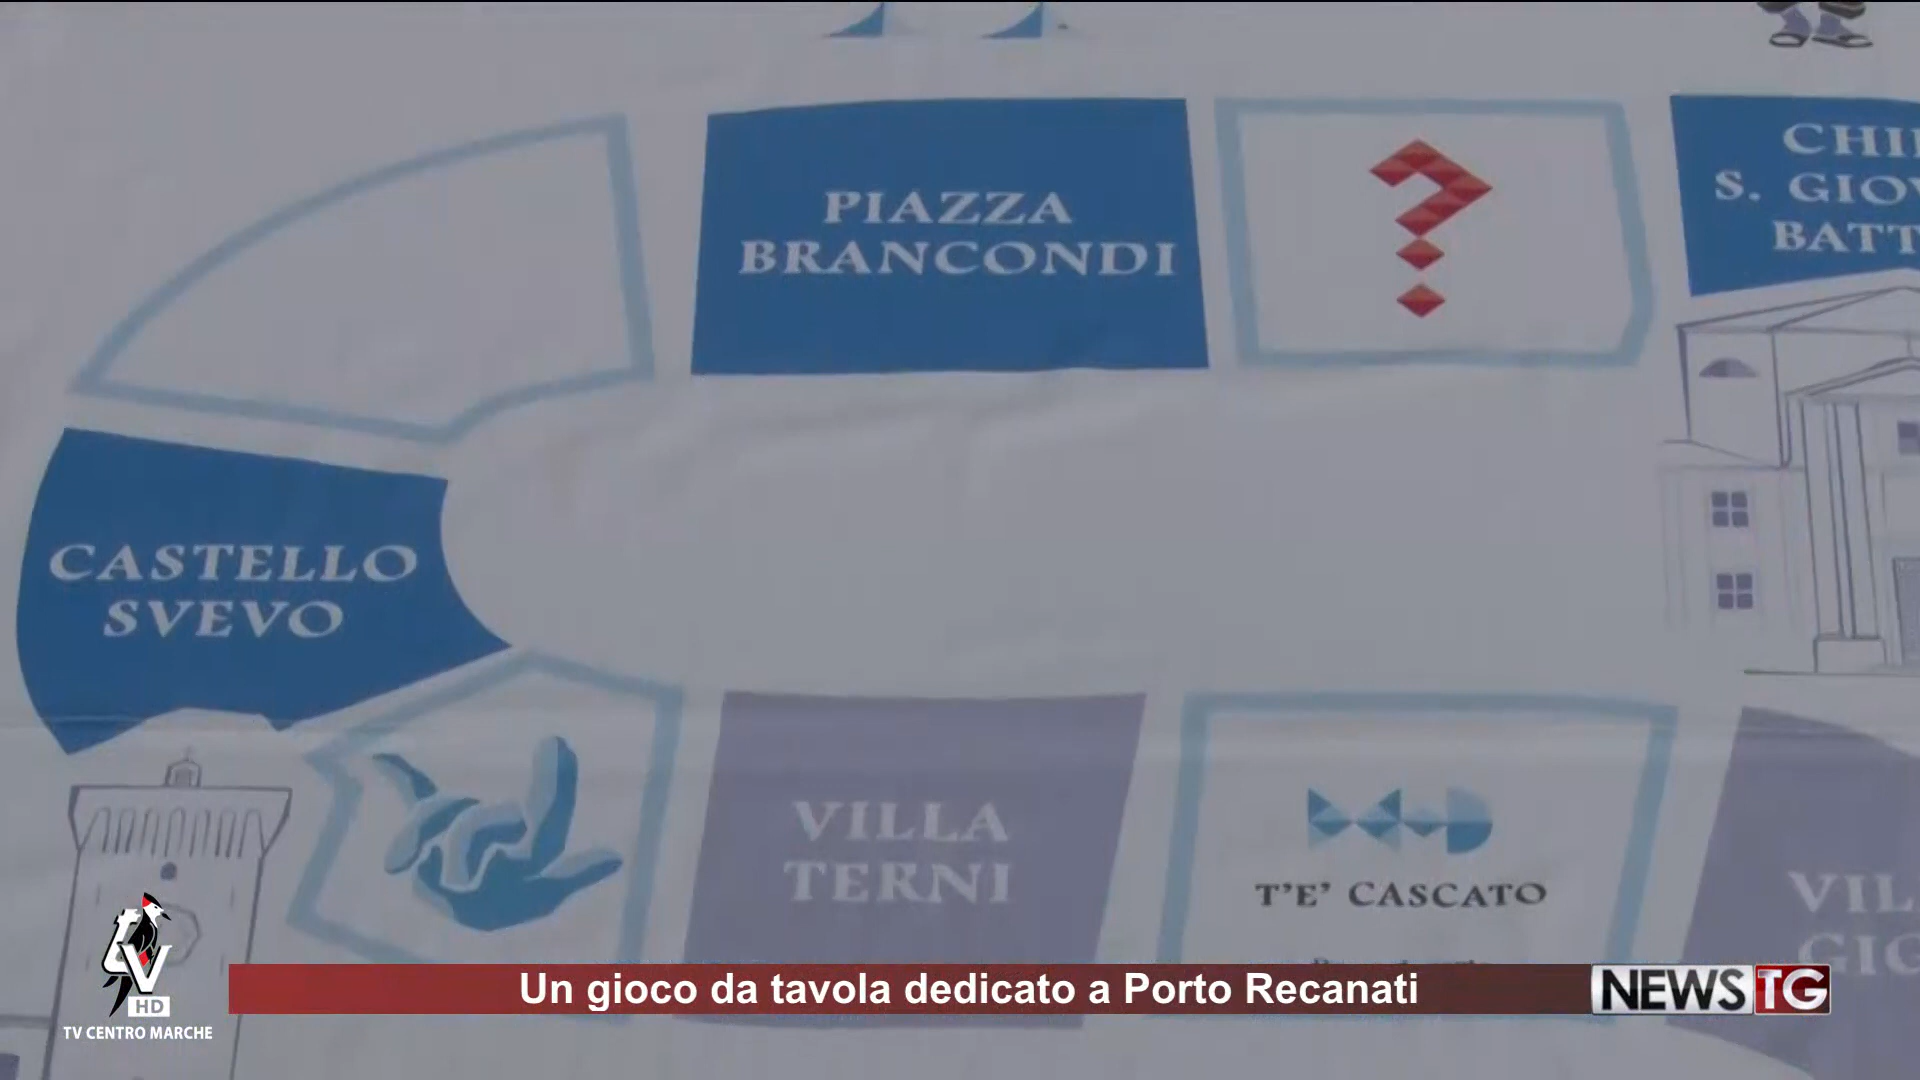 PIAZZA
BRANCONDI
S.
CASTELLO
SVEVO
VILLA
TERNI
T'E' CASCATO
Un gioco da tavola dedicato a Porto Recanati
NEWS TG
TV
HD
TV CENTRO MARCHE